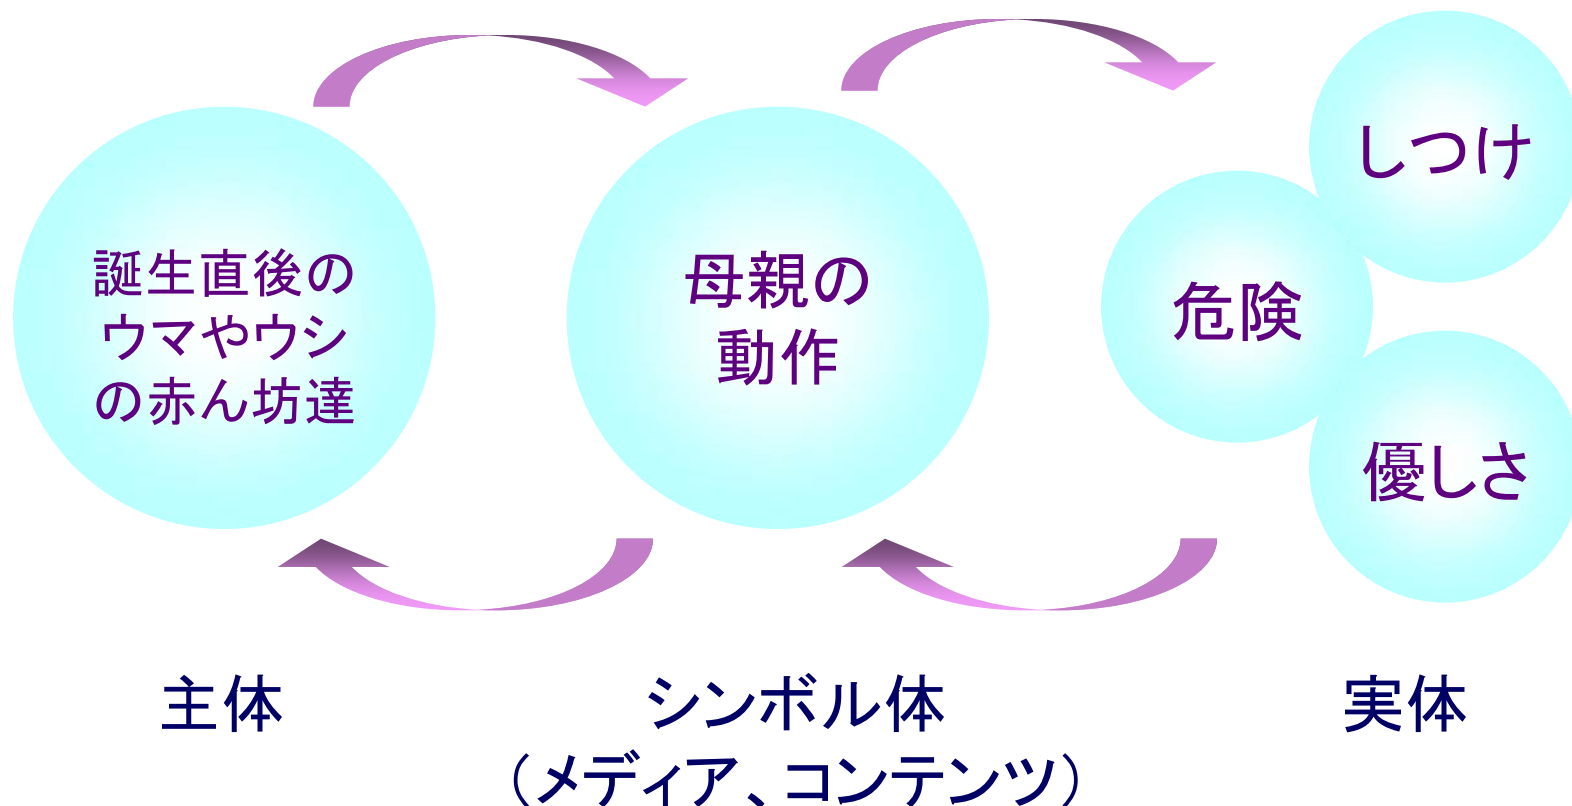 誕生直後の
ウマやウシ
の赤ん坊達
母親の
動作
しつけ
危険
優しさ
主体
シンボル体
（メディア、コンテンツ）
実体